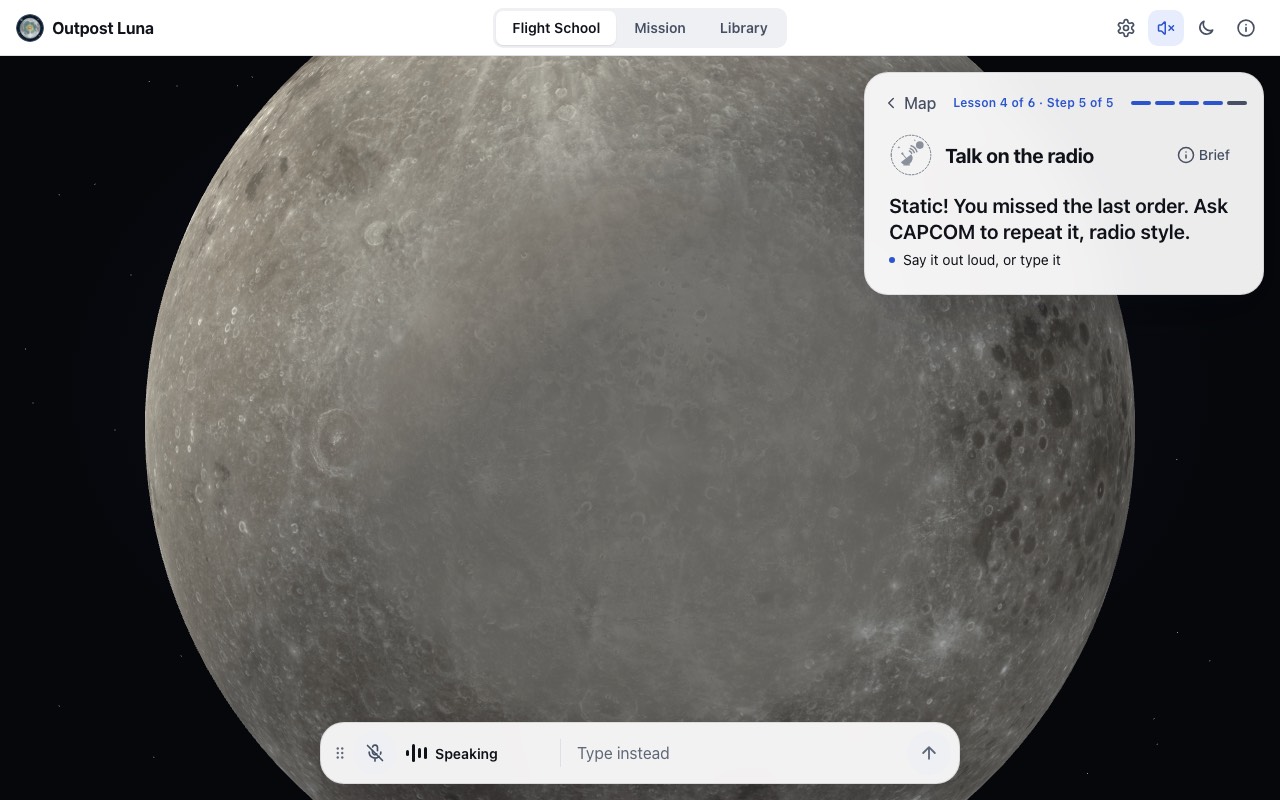 Outpost Luna
Flight School
Mission
Library
Map
Lesson 4 of 6 · Step 5 of 5
Talk on the radio
Brief
Static! You missed the last order. Ask
CAPCOM to repeat it, radio style.
Say it out loud, or type it
Speaking
Type instead